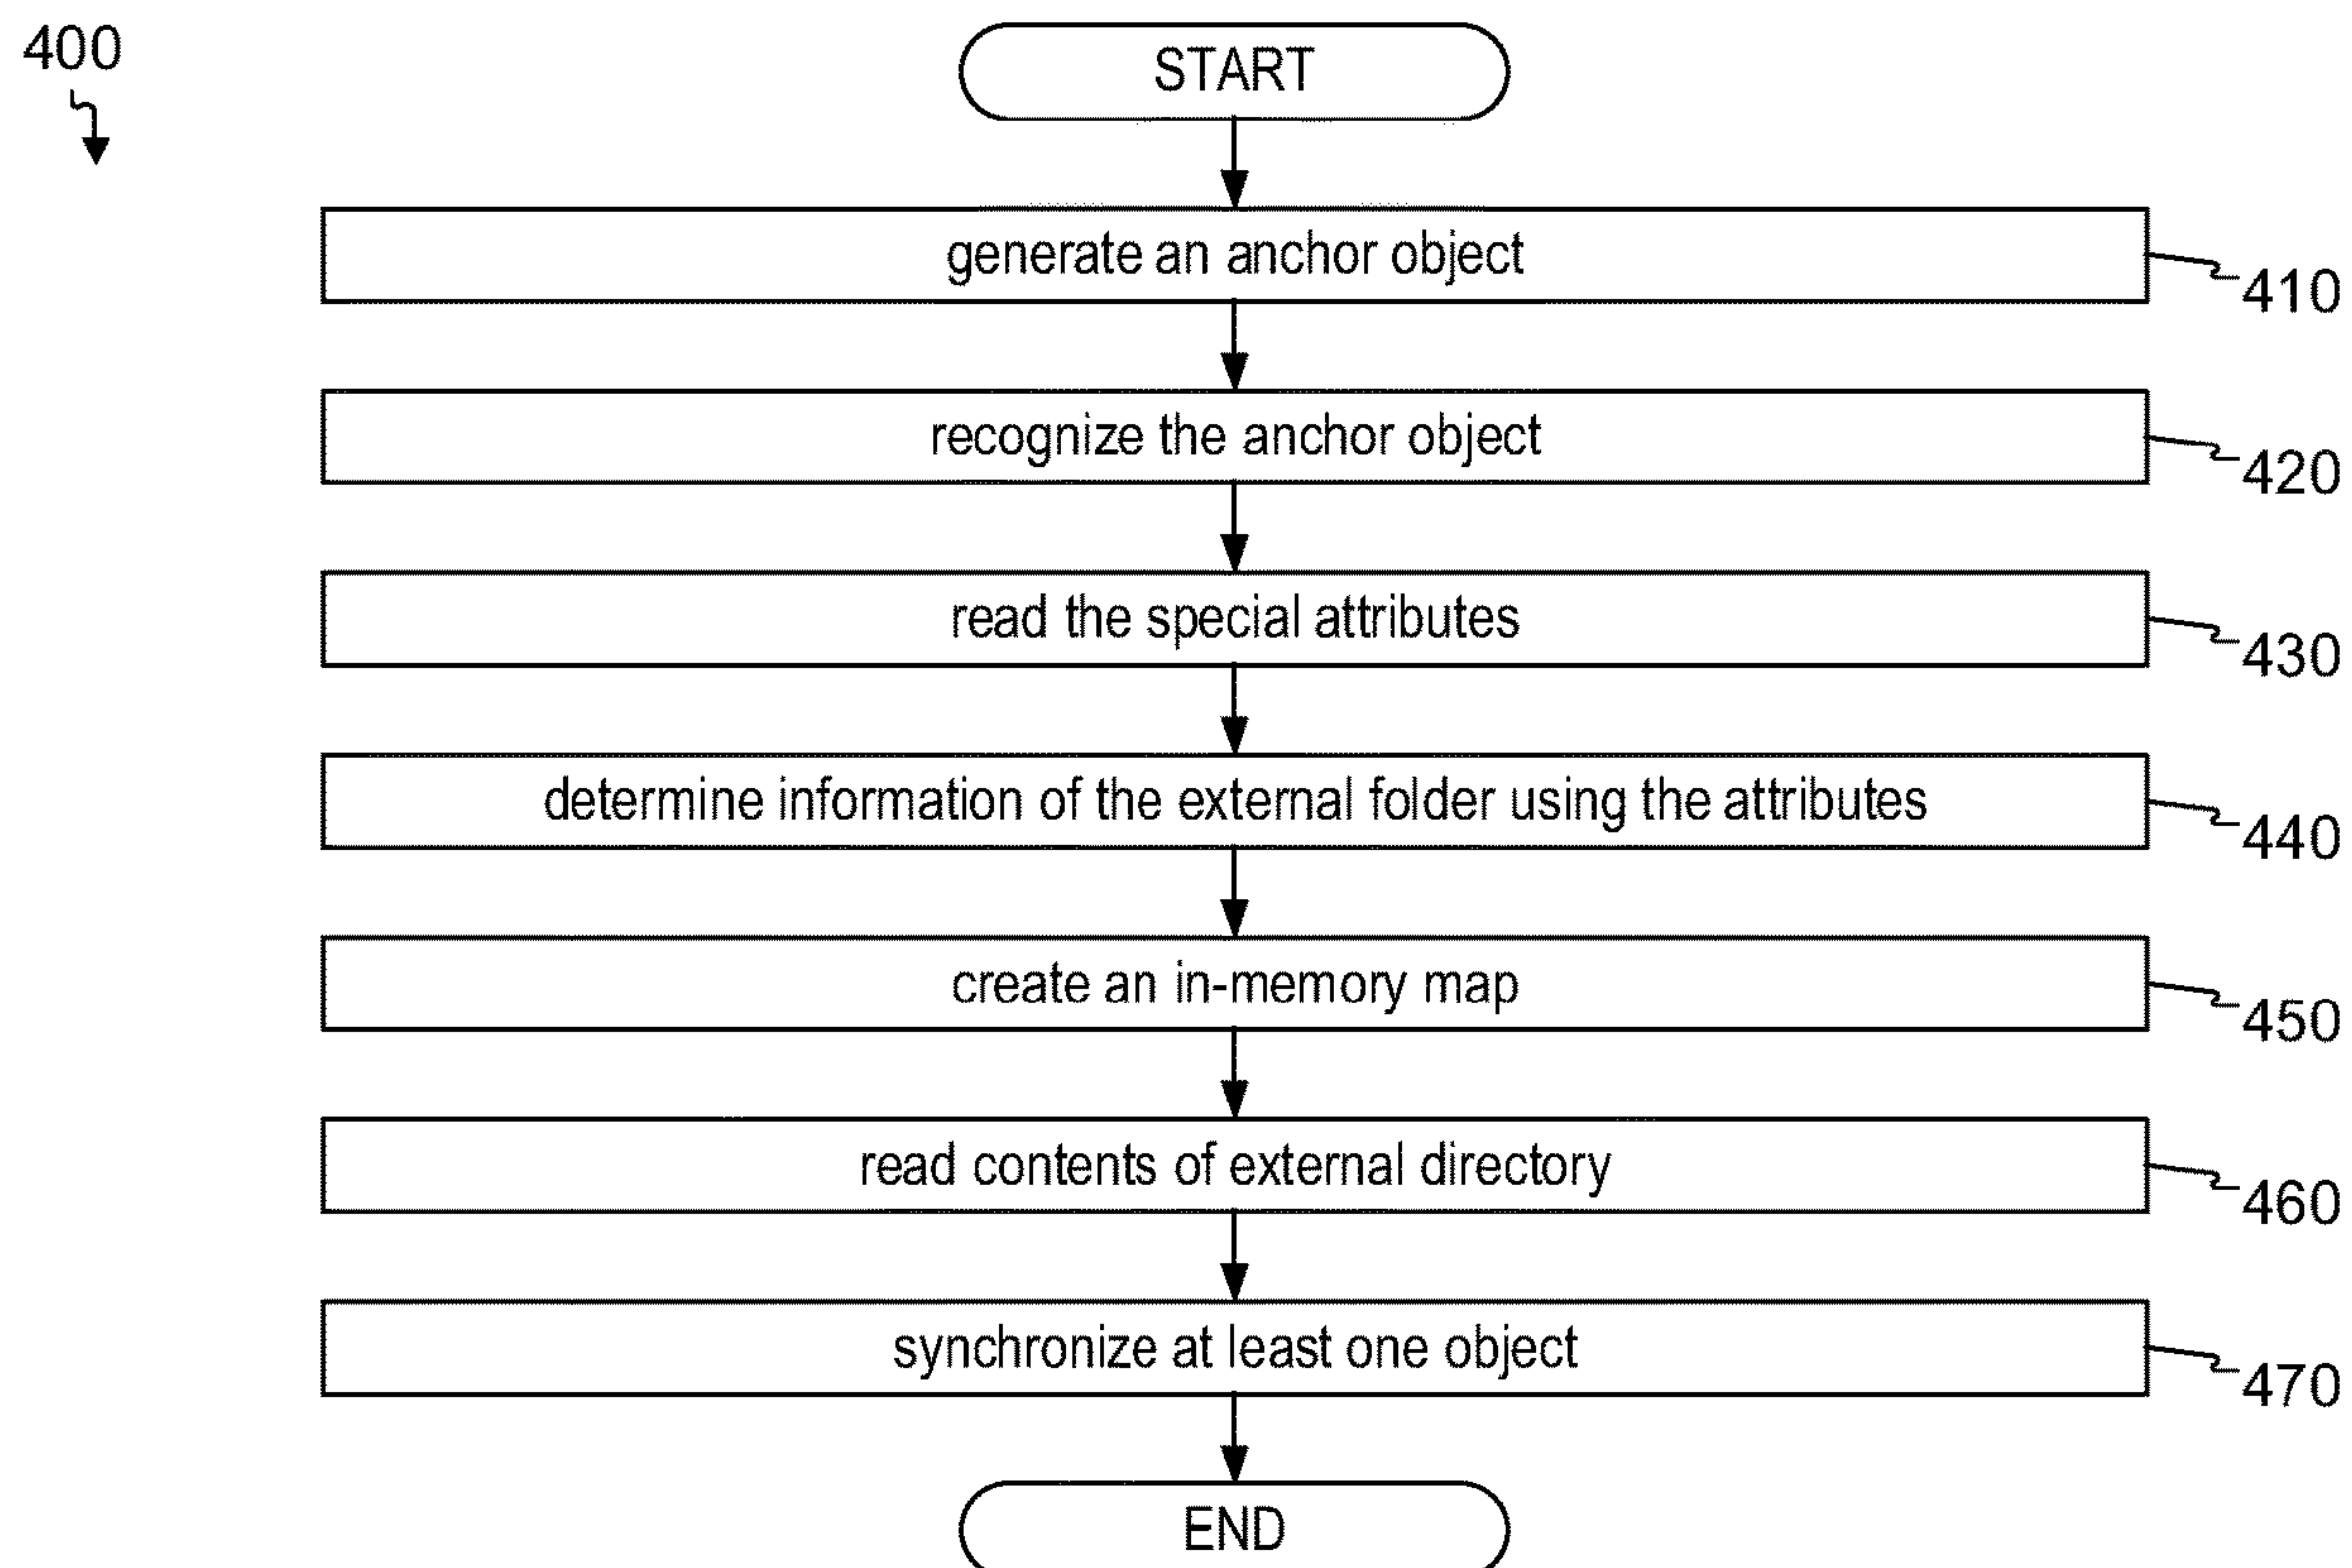 400
START
generate an anchor object
410
recognize the anchor object
420
read the special attributes
430
determine information of the external folder using the attributes
440
create an in-memory map
450
read contents of external directory
460
synchronize at least one object
470
END